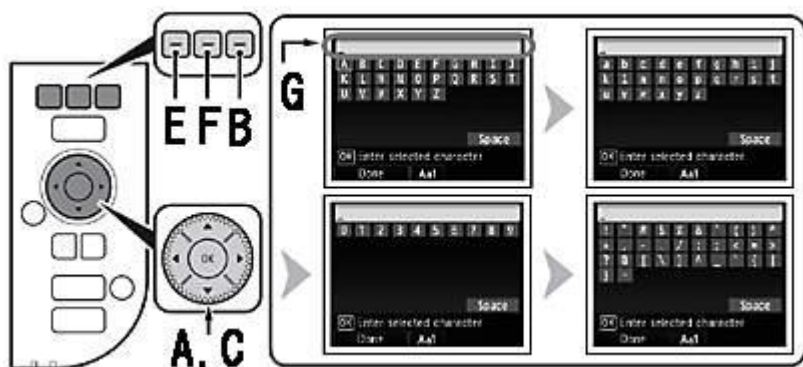 E F B
G
A B C D E F G H I J
K L M N O P Q R S T
U V W X Y Z
Space
OK Enter selected character
Done Aa1
a b c d e f g h i j
k l m n o p q r s t
u v w x y z
Space
OK Enter selected character
Done Aa1
OK
A, C
0 1 2 3 4 5 6 7 8 9
Space
OK Enter selected character
Done Aa1
Space
OK Enter selected character
Done Aa1